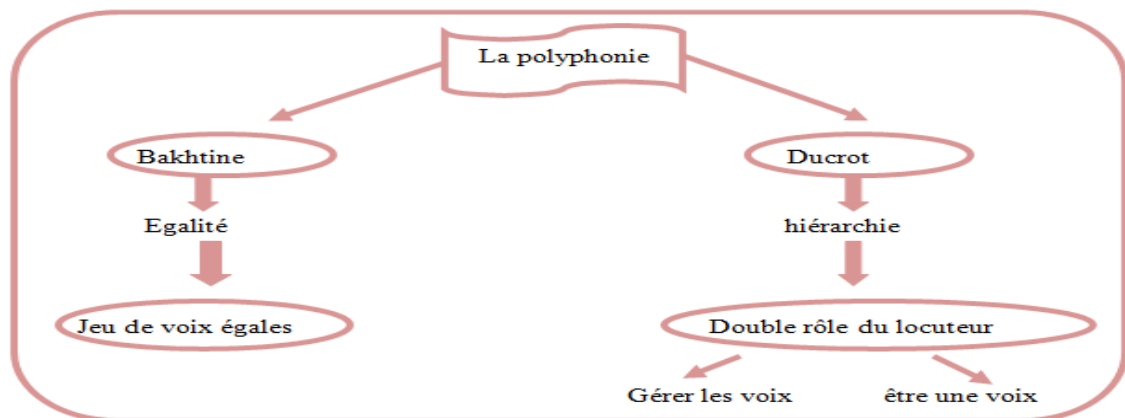 La polyphonie
Bakhtine
Ducrot
Egalité
hiérarchie
Jeu de voix égales
Double rôle du locuteur
Gérer les voix
être une voix